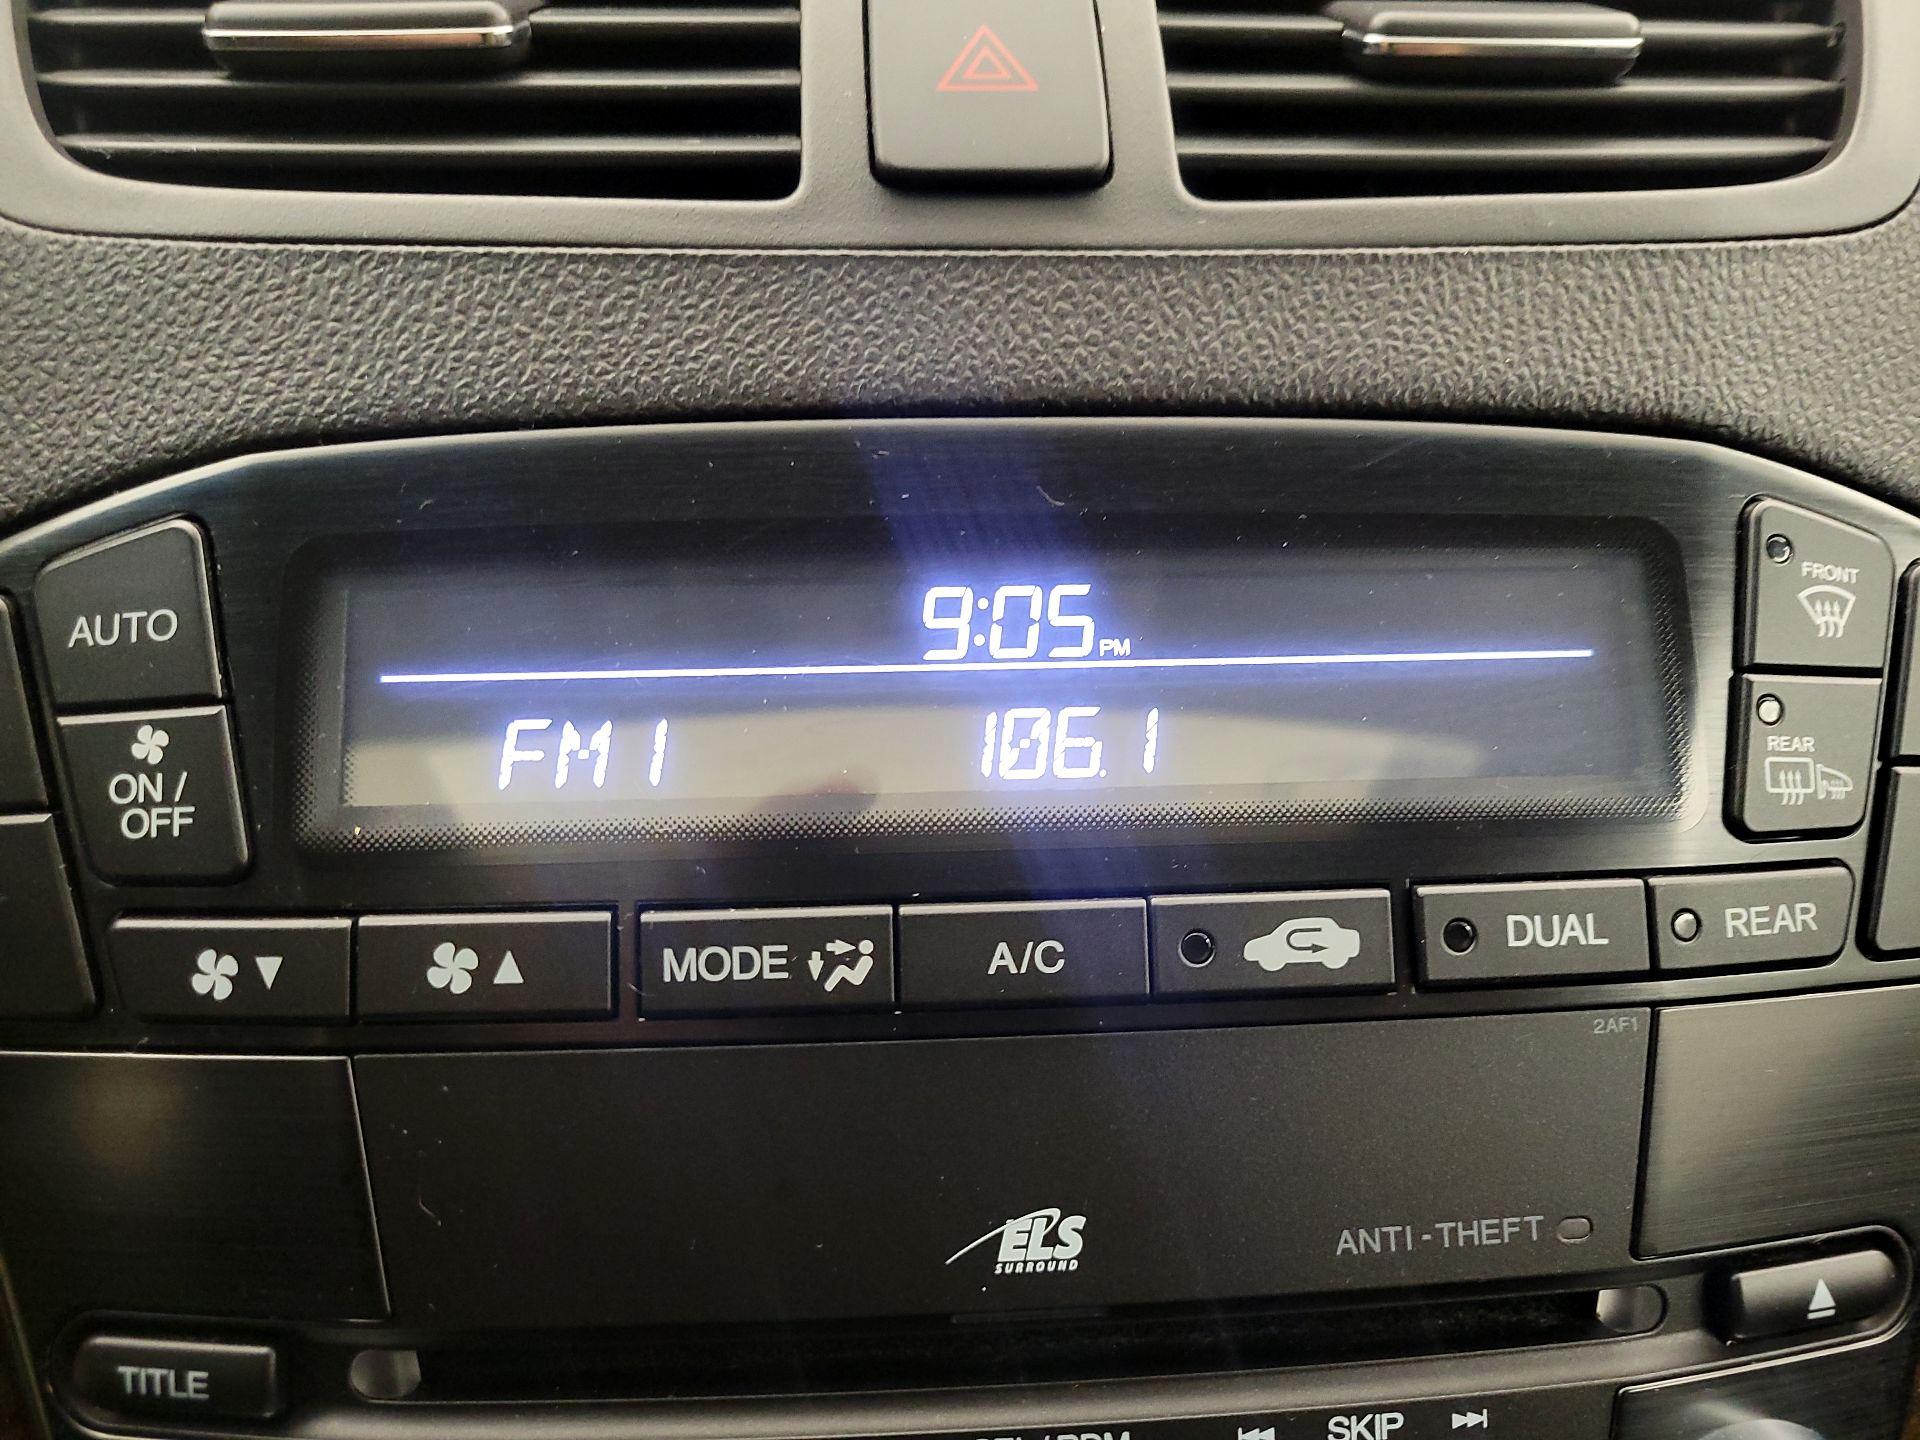 9:05 PM
FM1 106.1
AUTO
ON /
OFF
FRONT
REAR
MODE
A/C
DUAL
REAR
2AF1
ELS
SURROUND
ANTI-THEFT
TITLE
SKIP